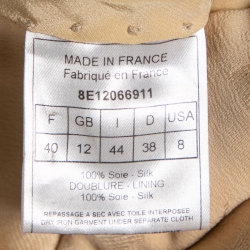 MADE IN FRANCE
Fabriqué en France
8E12066911
F GB I D USA
40 12 44 38 8
100% Soie - Silk
DOUBLURE - LINING
100% Soie - Silk
REPASSAGE A SEC AVEC TOILE INTERPOSEE
DRY IRON GARMENT UNDER SEPARATE CLOTH